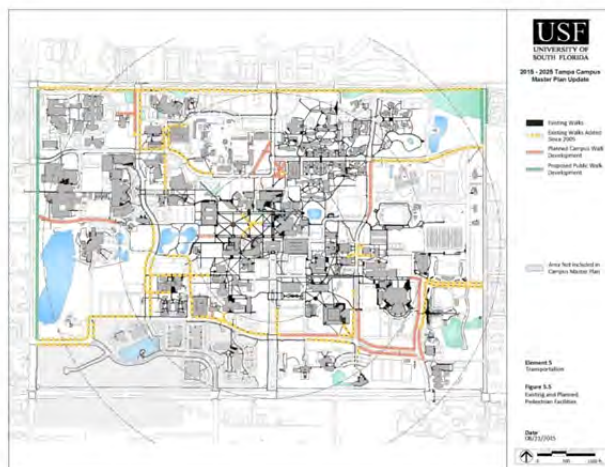 USF
UNIVERSITY OF
SOUTH FLORIDA
2015 - 2025 Tampa Campus
Master Plan Update
Existing Walks
Existing Walks Added
Since 2005
Planned Campus Walk
Development
Proposed Public Walk
Development
Area Not Included in
Campus Master Plan
Element 5
Transportation
Figure 5.5
Existing and Planned
Pedestrian Facilities
Date
0